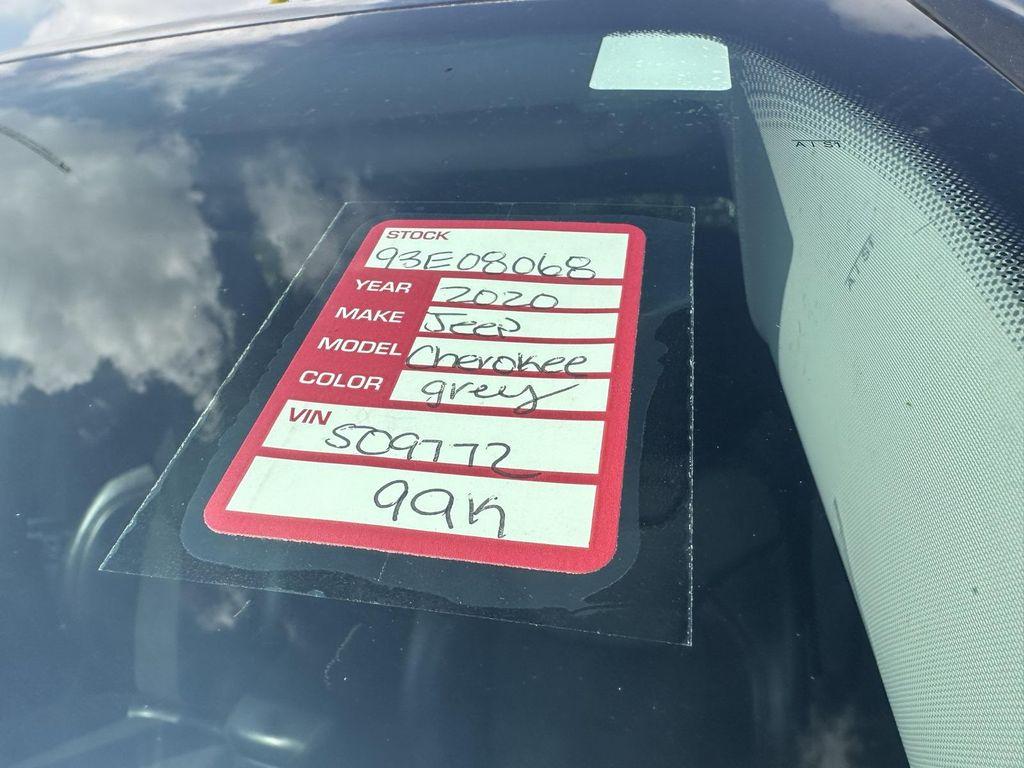 STOCK
93E08068
YEAR 2020
MAKE Jeep
MODEL Cherokee
COLOR grey
VIN
509772
99K